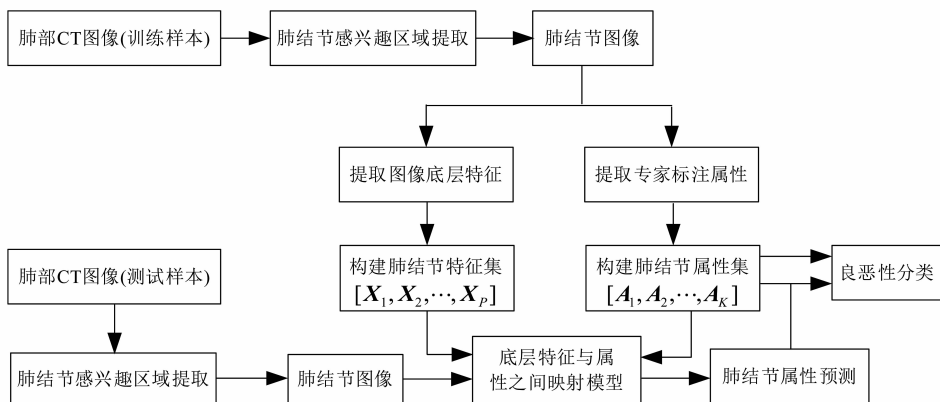 肺部CT图像(训练样本)
肺结节感兴趣区域提取
肺结节图像
提取图像底层特征
提取专家标注属性
肺部CT图像(测试样本)
构建肺结节特征集
[X₁,X₂,⋯,X_P]
构建肺结节属性集
[A₁,A₂,⋯,A_K]
良恶性分类
肺结节感兴趣区域提取
肺结节图像
底层特征与属
性之间映射模型
肺结节属性预测